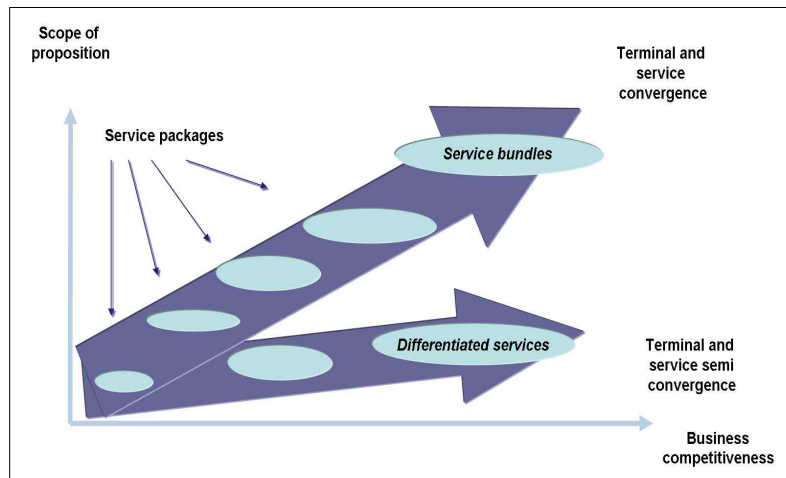 Scope of
proposition
Terminal and
service
convergence
Service packages
Service bundles
Differentiated services
Terminal and
service semi
convergence
Business
competitiveness